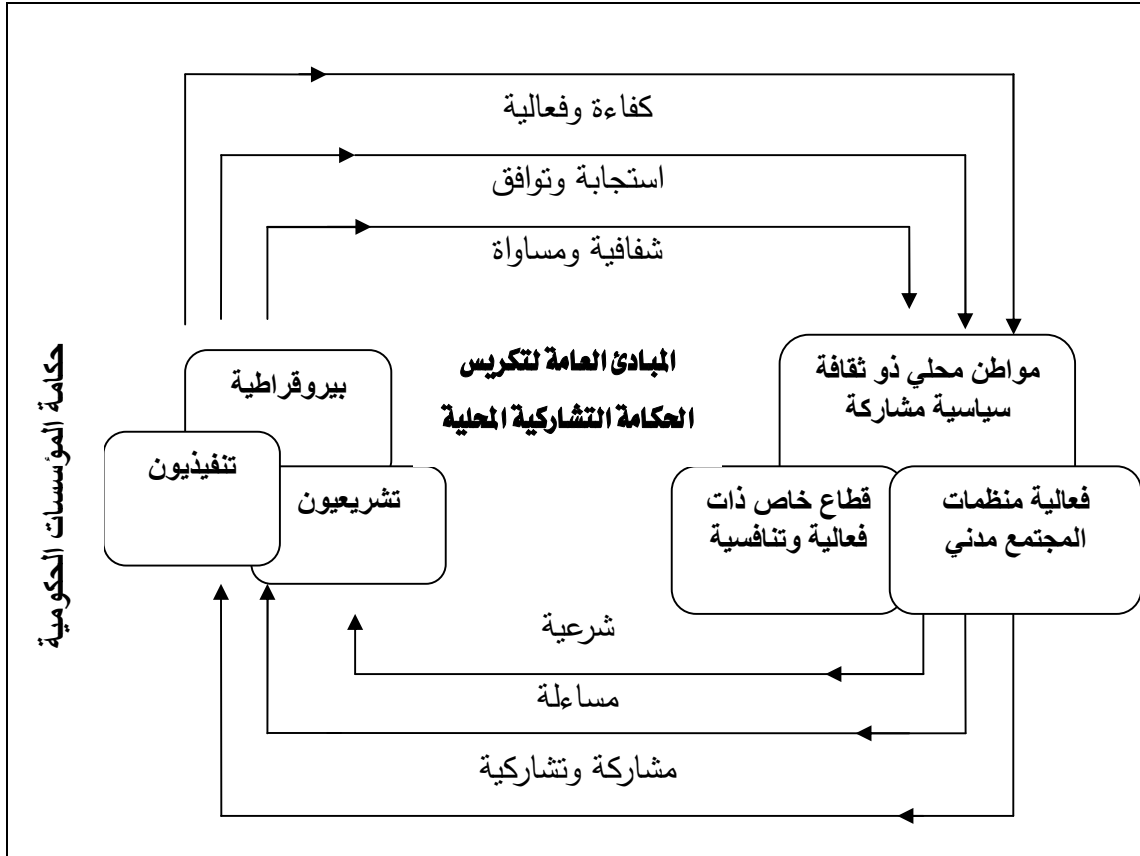 كفاءة وفعالية
استجابة وتوافق
شفافية ومساواة
مواطن محلي ذو ثقافة
سياسية مشاركة
فعالية منظمات
المجتمع مدني
قطاع خاص ذات
فعالية وتنافسية
المبادئ العامة لتكريس
الحكامة التشاركية المحلية
بيروقراطية
تشريعيون
تنفيذيون
حكامة المؤسسات الحكومية
شرعية
مساءلة
مشاركة وتشاركية